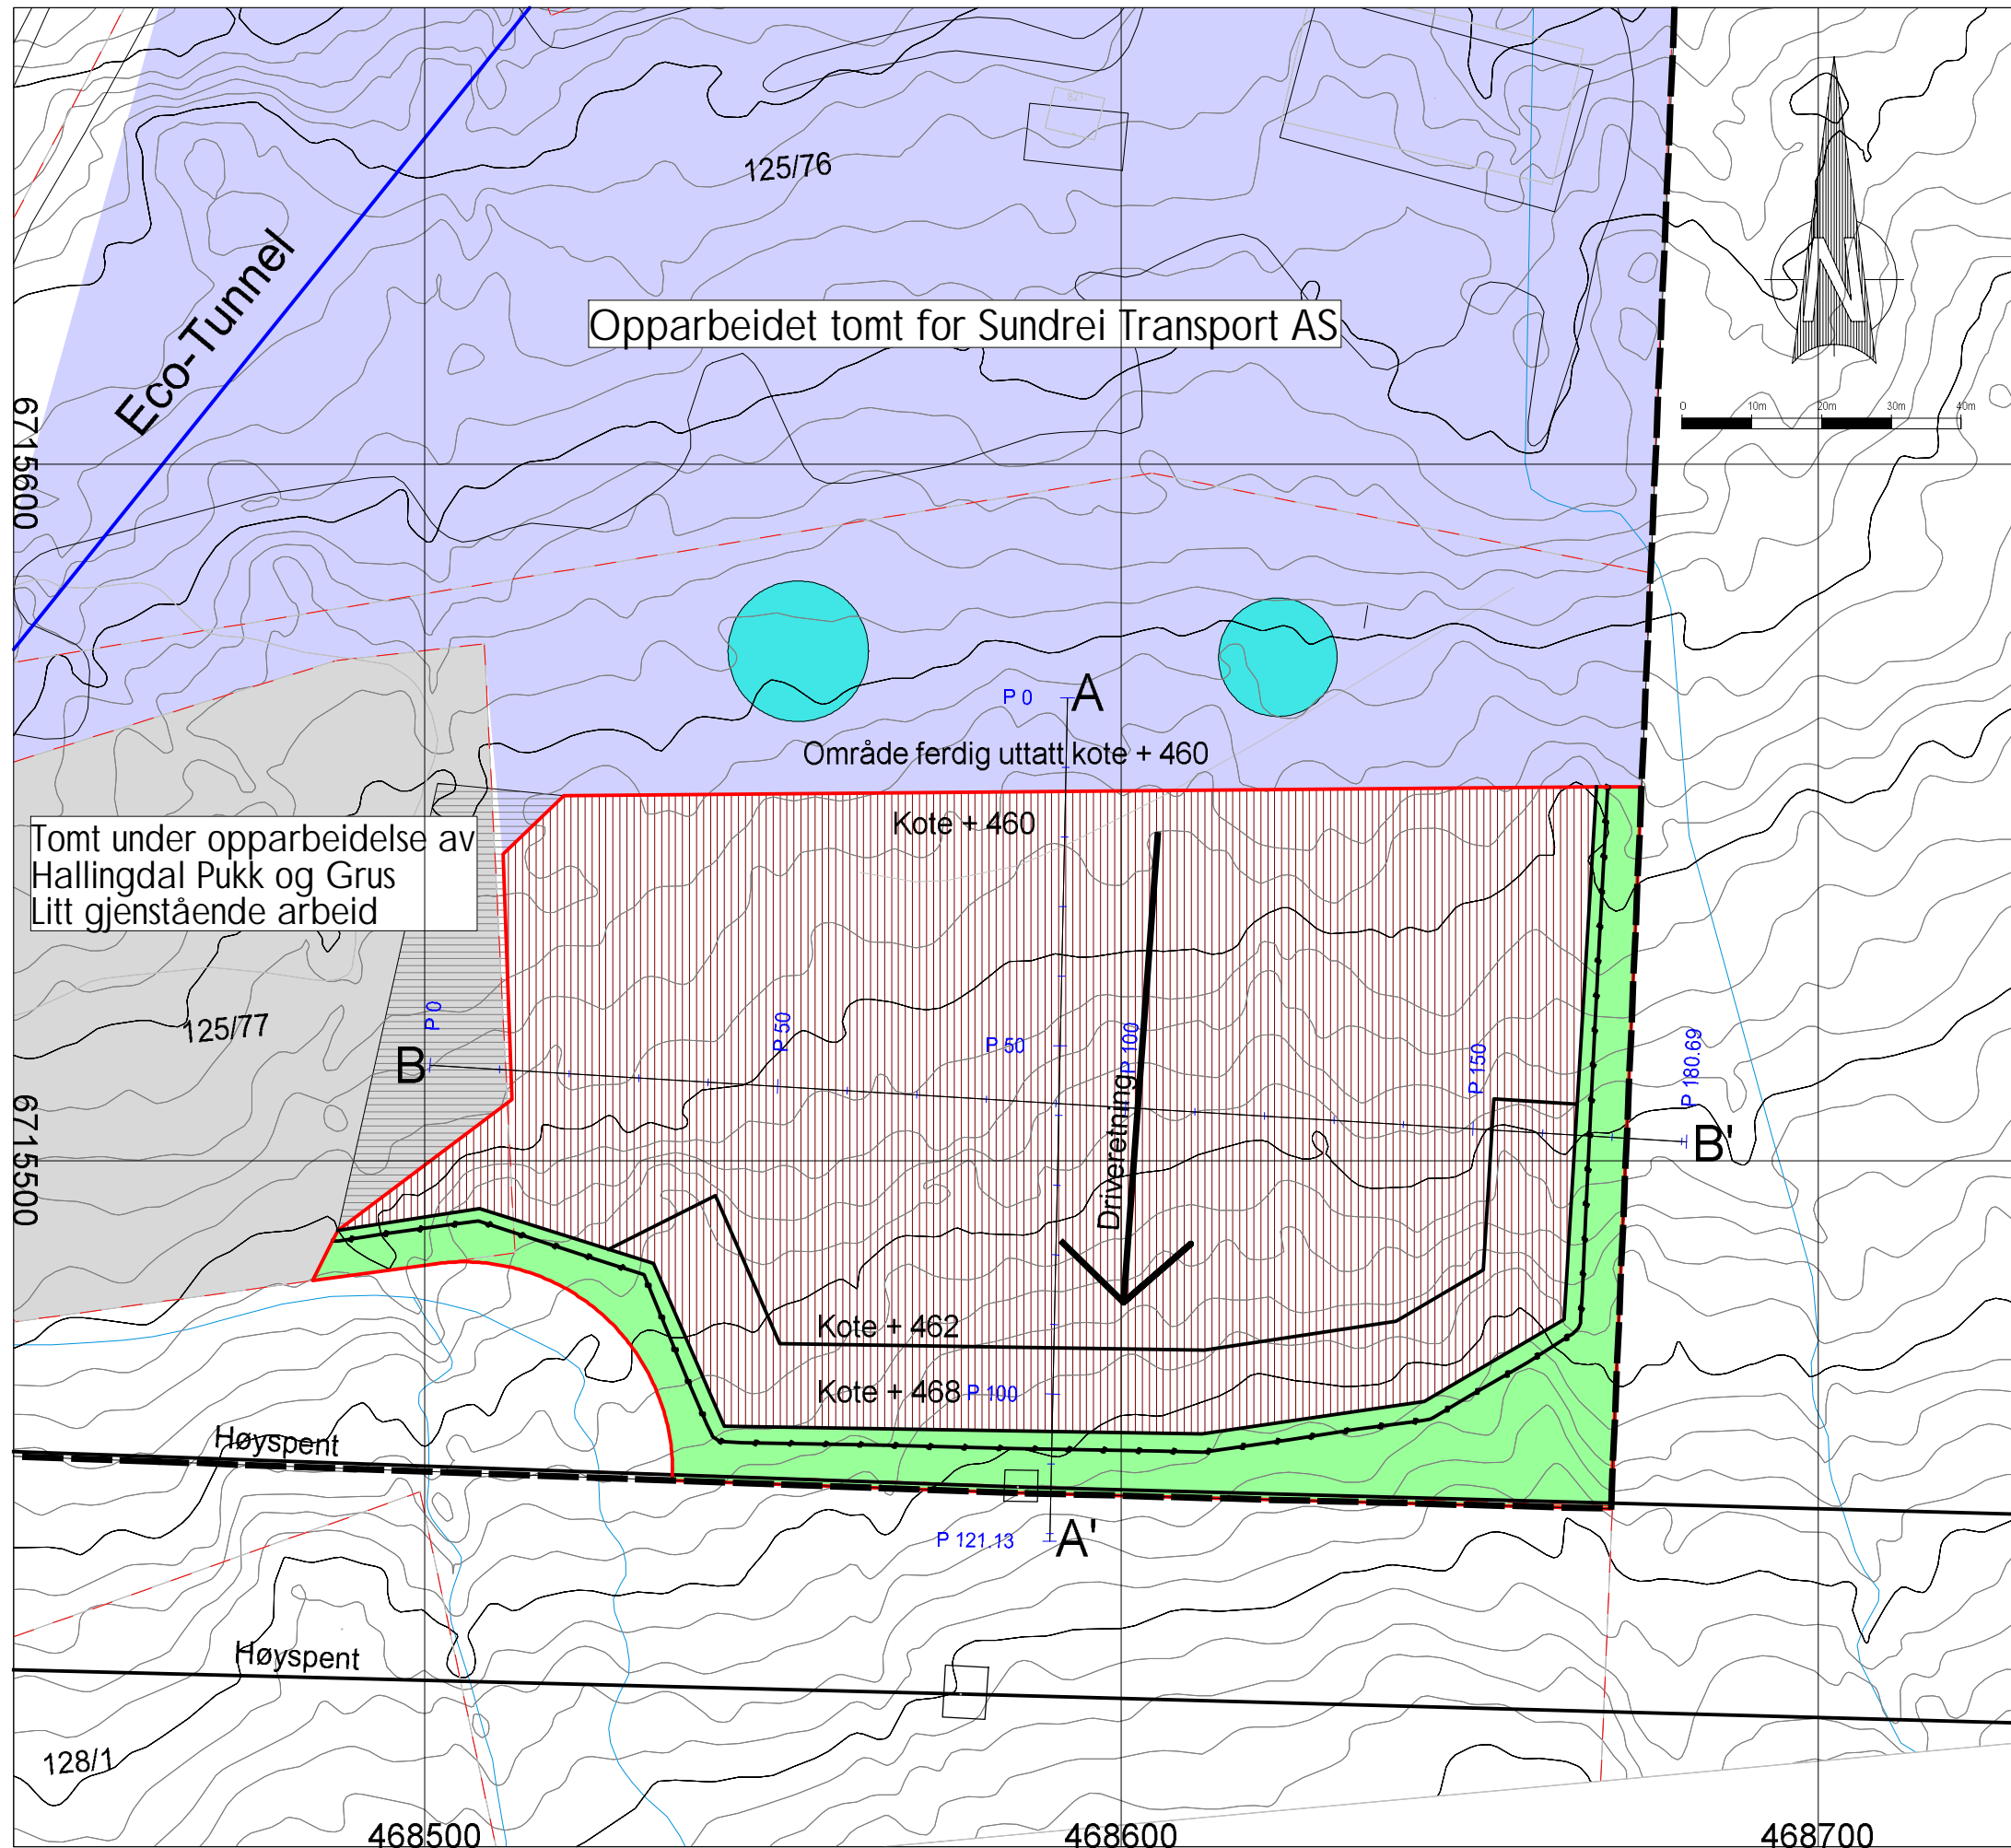 125/76
Eco-Tunnel
Opparbeidet tomt for Sundrei Transport AS
N
0 10m 20m 30m 40m
6715600
P 0
A
Område ferdig uttatt kote + 460
Kote + 460
Tomt under opparbeidelse av
Hallingdal Pukk og Grus
Litt gjenstående arbeid
125/77
P 0
B
P 50
P 50
P 100
P 150
P 180.69
B'
Driveretning
6715500
Kote + 462
Kote + 468
P 100
Høyspent
P 121.13
A'
Høyspent
128/1
468500
468600
468700